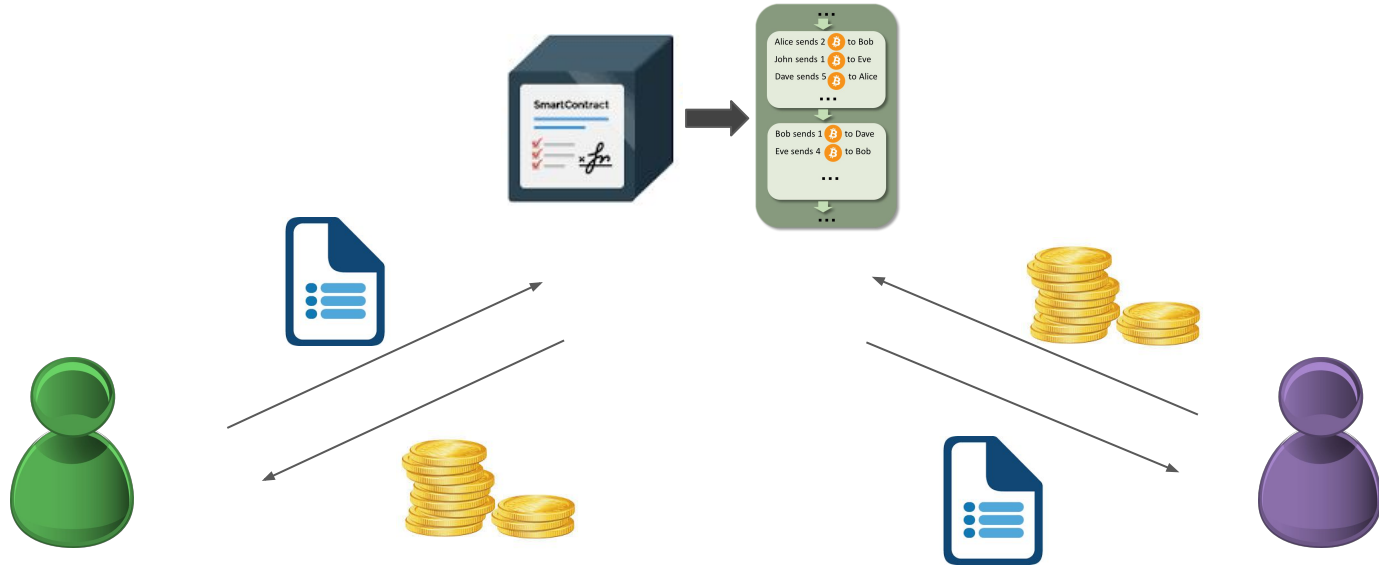 SmartContract
...
Alice sends 2 to Bob
John sends 1 to Eve
Dave sends 5 to Alice
...
Bob sends 1 to Dave
Eve sends 4 to Bob
...
...